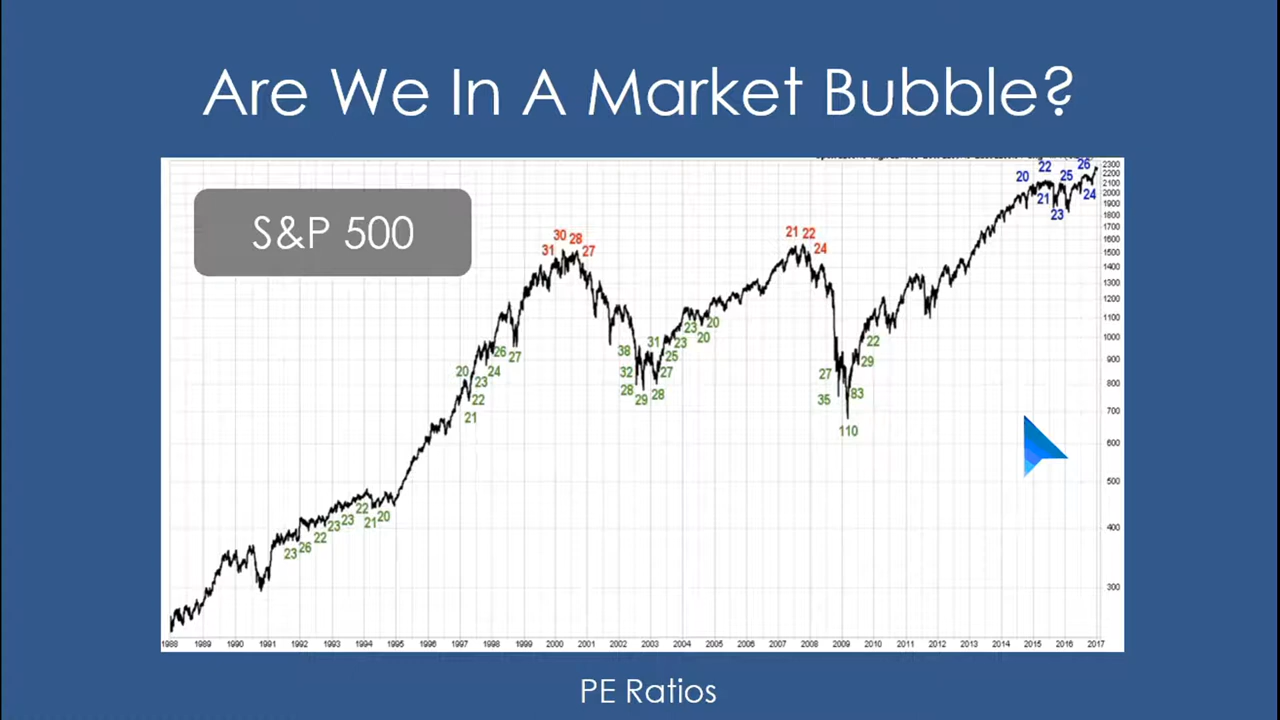 Are We In A Market Bubble?
S&P 500
2300
22 26
20 25 2200
2100
21 24 2000
23 1900
1800
1700
30 28 21 22 1600
31 27 24 1500
1400
1300
1200
1100
23 20
26 38 31 23 20 22 1000
27 25 29 900
20 24 32 27 27
23 28 28 83 800
22 29 35
21 110 700
600
500
22
23 23 21 20
22 400
23 26
300
1988 1989 1990 1991 1992 1993 1994 1995 1996 1997 1998 1999 2000 2001 2002 2003 2004 2005 2006 2007 2008 2009 2010 2011 2012 2013 2014 2015 2016 2017
PE Ratios